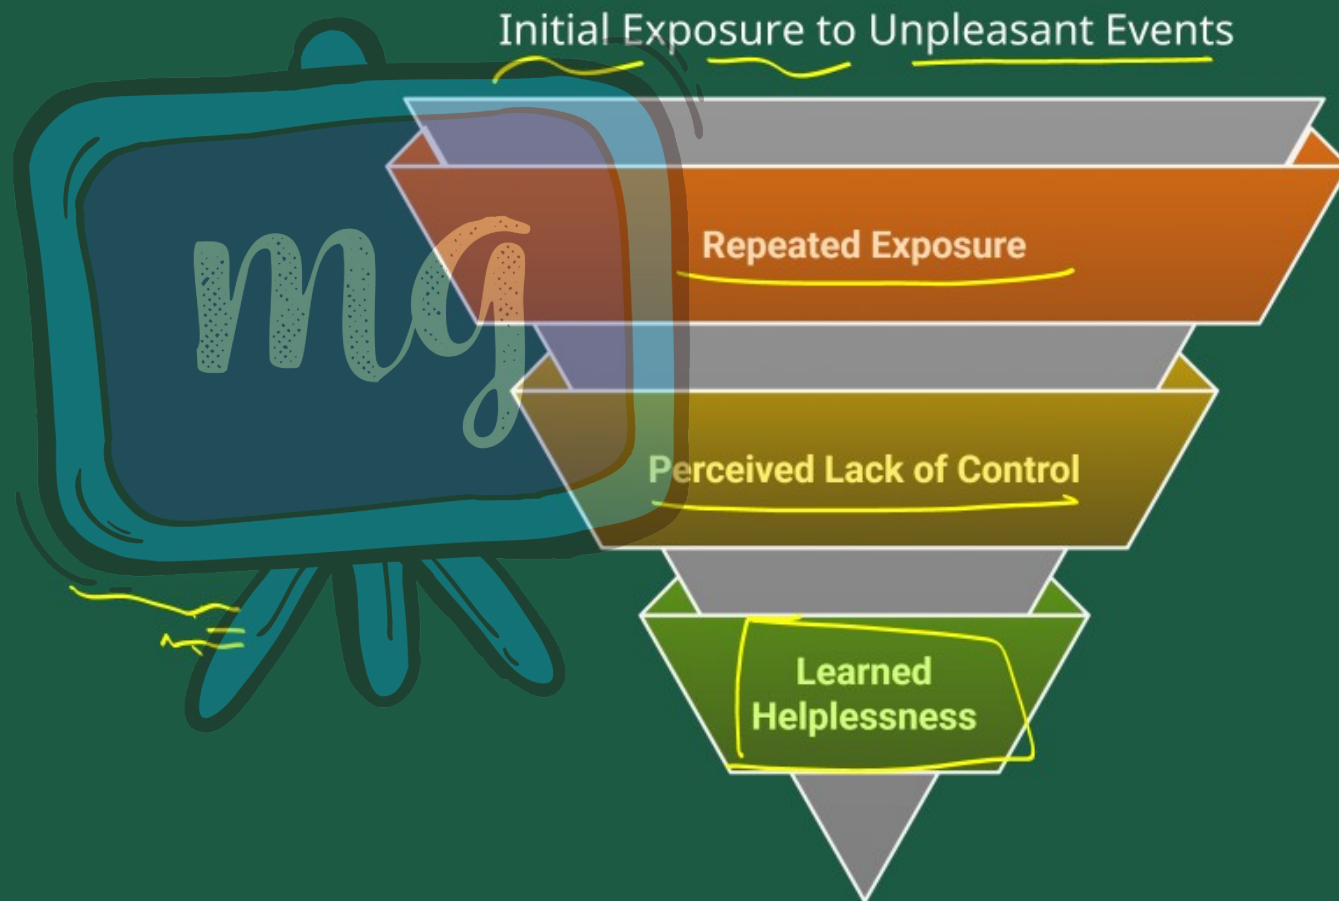 Initial Exposure to Unpleasant Events
mg
Repeated Exposure
Perceived Lack of Control
Learned
Helplessness